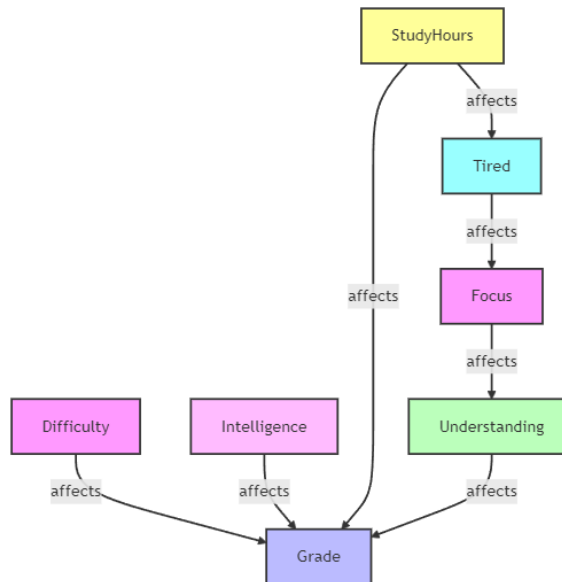 StudyHours
affects
Tired
affects
Focus
affects
affects
Difficulty
Intelligence
Understanding
affects
affects
affects
Grade